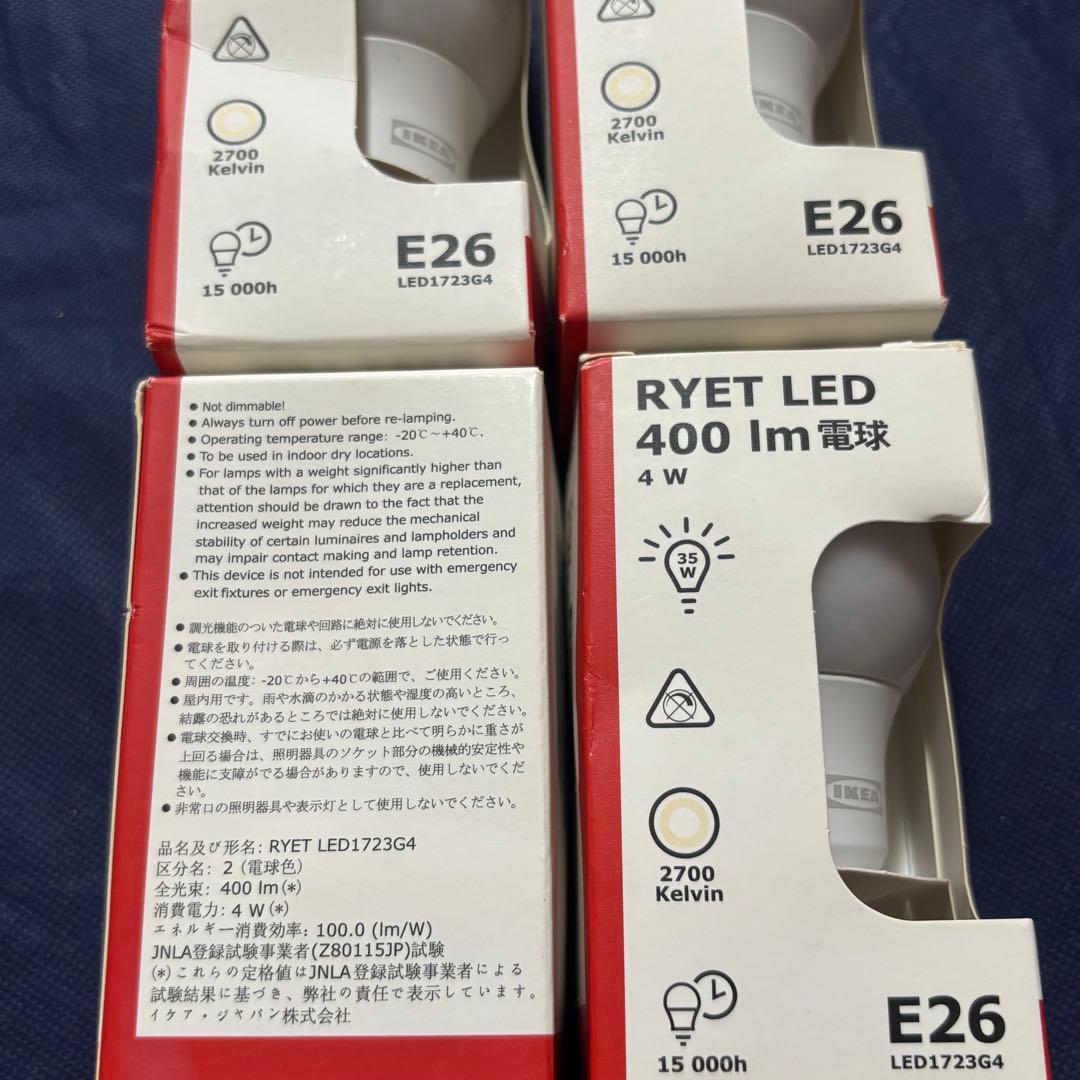 IKEA
2700
Kelvin
15 000h
E26
LED1723G4
IKEA
2700
Kelvin
15 000h
E26
LED1723G4
● Not dimmable!
● Always turn off power before re-lamping.
● Operating temperature range: -20℃～+40℃.
● To be used in indoor dry locations.
● For lamps with a weight significantly higher than
that of the lamps for which they are a replacement,
attention should be drawn to the fact that the
increased weight may reduce the mechanical
stability of certain luminaires and lampholders and
may impair contact making and lamp retention.
● This device is not intended for use with emergency
exit fixtures or emergency exit lights.
● 調光機能のついた電球や回路に絶対に使用しないでください。
● 電球を取り付ける際は、必ず電源を落とした状態で行っ
てください。
● 周囲の温度: -20℃から+40℃の範囲で、ご使用ください。
● 屋内用です。雨や水滴のかかる状態や湿度の高いところ、
結露の恐れがあるところでは絶対に使用しないでください。
● 電球交換時、すでにお使いの電球と比べて明らかに重さが
上回る場合は、照明器具のソケット部分の機械的安定性や
機能に支障がでる場合がありますので、使用しないでくだ
さい。
● 非常口の照明器具や表示灯として使用しないでください。
品名及び形名: RYET LED1723G4
区分名: 2 (電球色)
全光束: 400 lm(*)
消費電力: 4 W(*)
エネルギー消費効率: 100.0 (lm/W)
JNLA登録試験事業者(Z80115JP)試験
(*)これらの定格値はJNLA登録試験事業者による
試験結果に基づき、弊社の責任で表示しています。
イケア・ジャパン株式会社
RYET LED
400 lm電球
4 W
35
W
IKEA
2700
Kelvin
15 000h
E26
LED1723G4